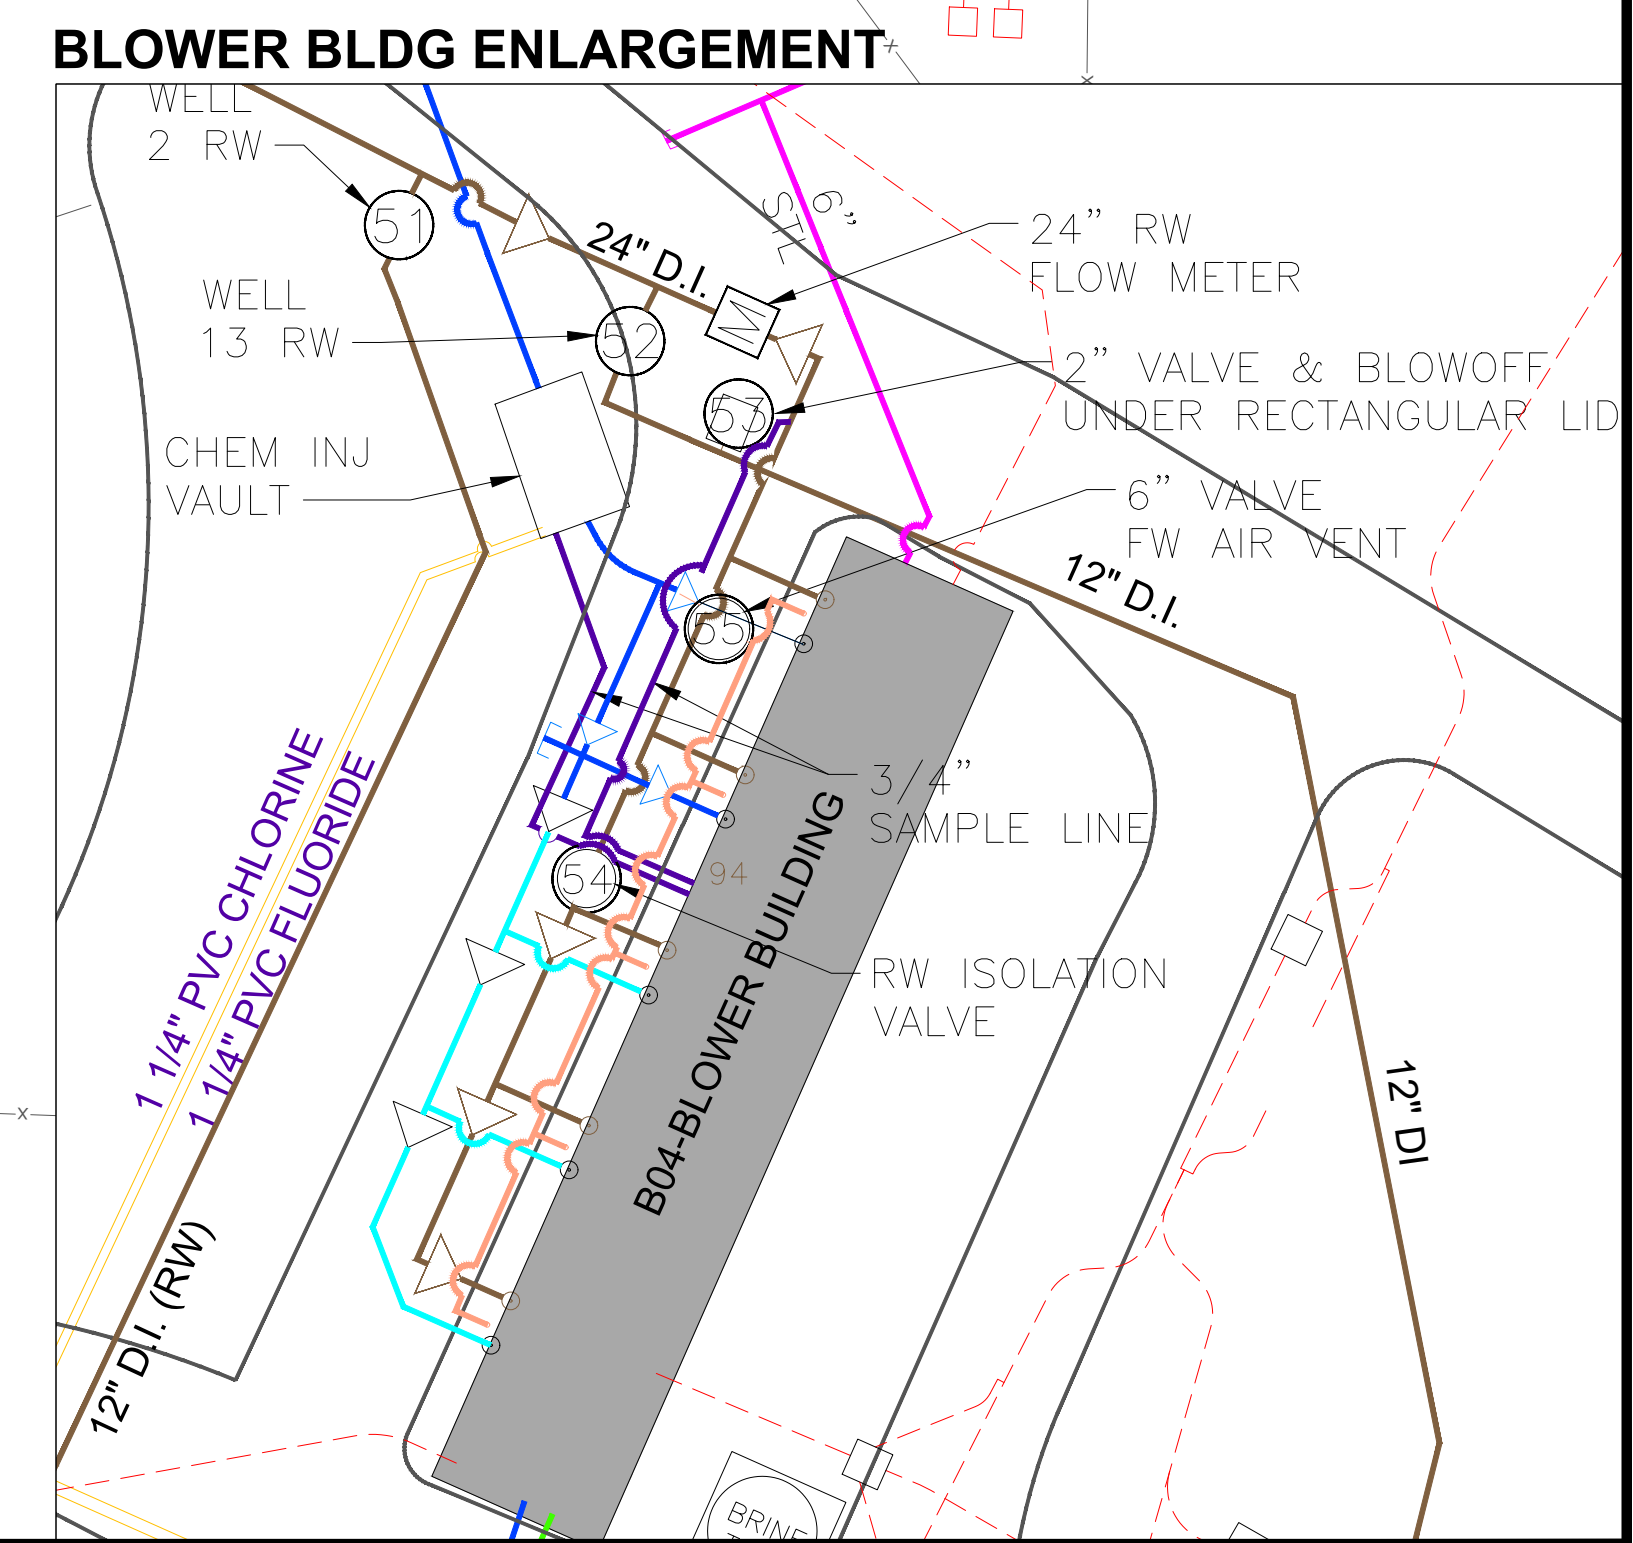 BLOWER BLDG ENLARGEMENT
WELL
2 RW
51
24" D.I.
6”
STL
24” RW
FLOW METER
M
WELL
13 RW
52
53
2” VALVE & BLOWOFF
UNDER RECTANGULAR LID
CHEM INJ
VAULT
6” VALVE
FW AIR VENT
12" D.I.
55
3/4”
SAMPLE LINE
1 1/4" PVC CHLORINE
1 1/4" PVC FLUORIDE
54
94
B04-BLOWER BUILDING
RW ISOLATION
VALVE
12" DI
12" D.I. (RW)
BRINE
x
x
x